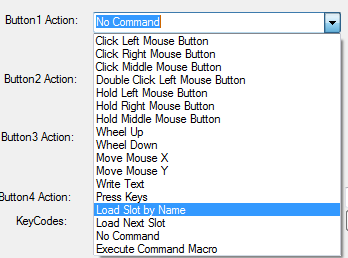 Button1 Action: No Command
Click Left Mouse Button
Click Right Mouse Button
Click Middle Mouse Button
Button2 Action: Double Click Left Mouse Button
Hold Left Mouse Button
Hold Right Mouse Button
Hold Middle Mouse Button
Button3 Action: Wheel Up
Wheel Down
Move Mouse X
Move Mouse Y
Write Text
Button4 Action: Press Keys
Load Slot by Name
KeyCodes: Load Next Slot
No Command
Execute Command Macro